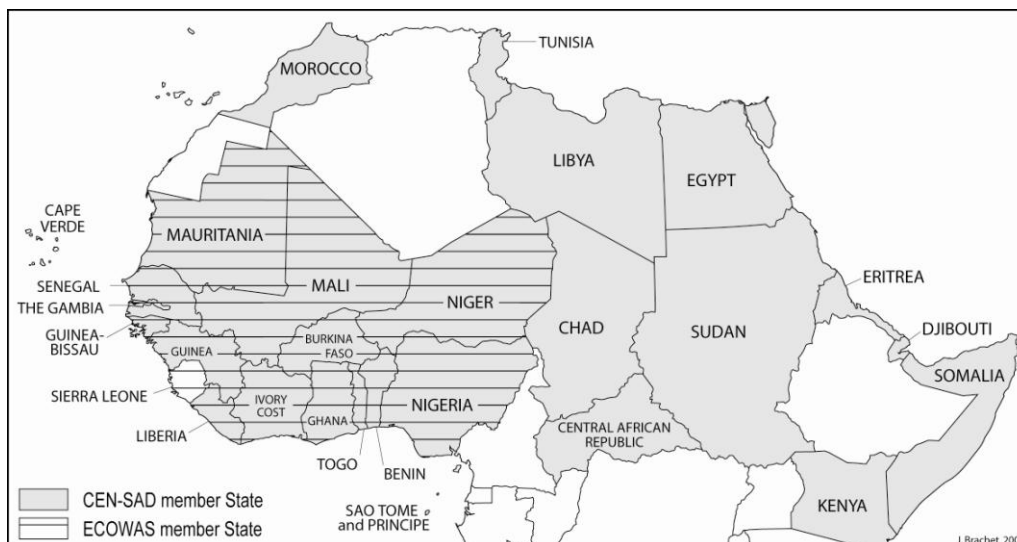 TUNISIA
MOROCCO
LIBYA
EGYPT
CAPE
VERDE
MAURITANIA
SENEGAL
MALI
NIGER
ERITREA
THE GAMBIA
CHAD
SUDAN
DJIBOUTI
GUINEA-
BISSAU
BURKINA
FASO
GUINEA
SOMALIA
SIERRA LEONE
IVORY
COST
GHANA
NIGERIA
CENTRAL AFRICAN
REPUBLIC
LIBERIA
TOGO
BENIN
SAO TOME
and PRINCIPE
KENYA
CEN-SAD member State
ECOWAS member State